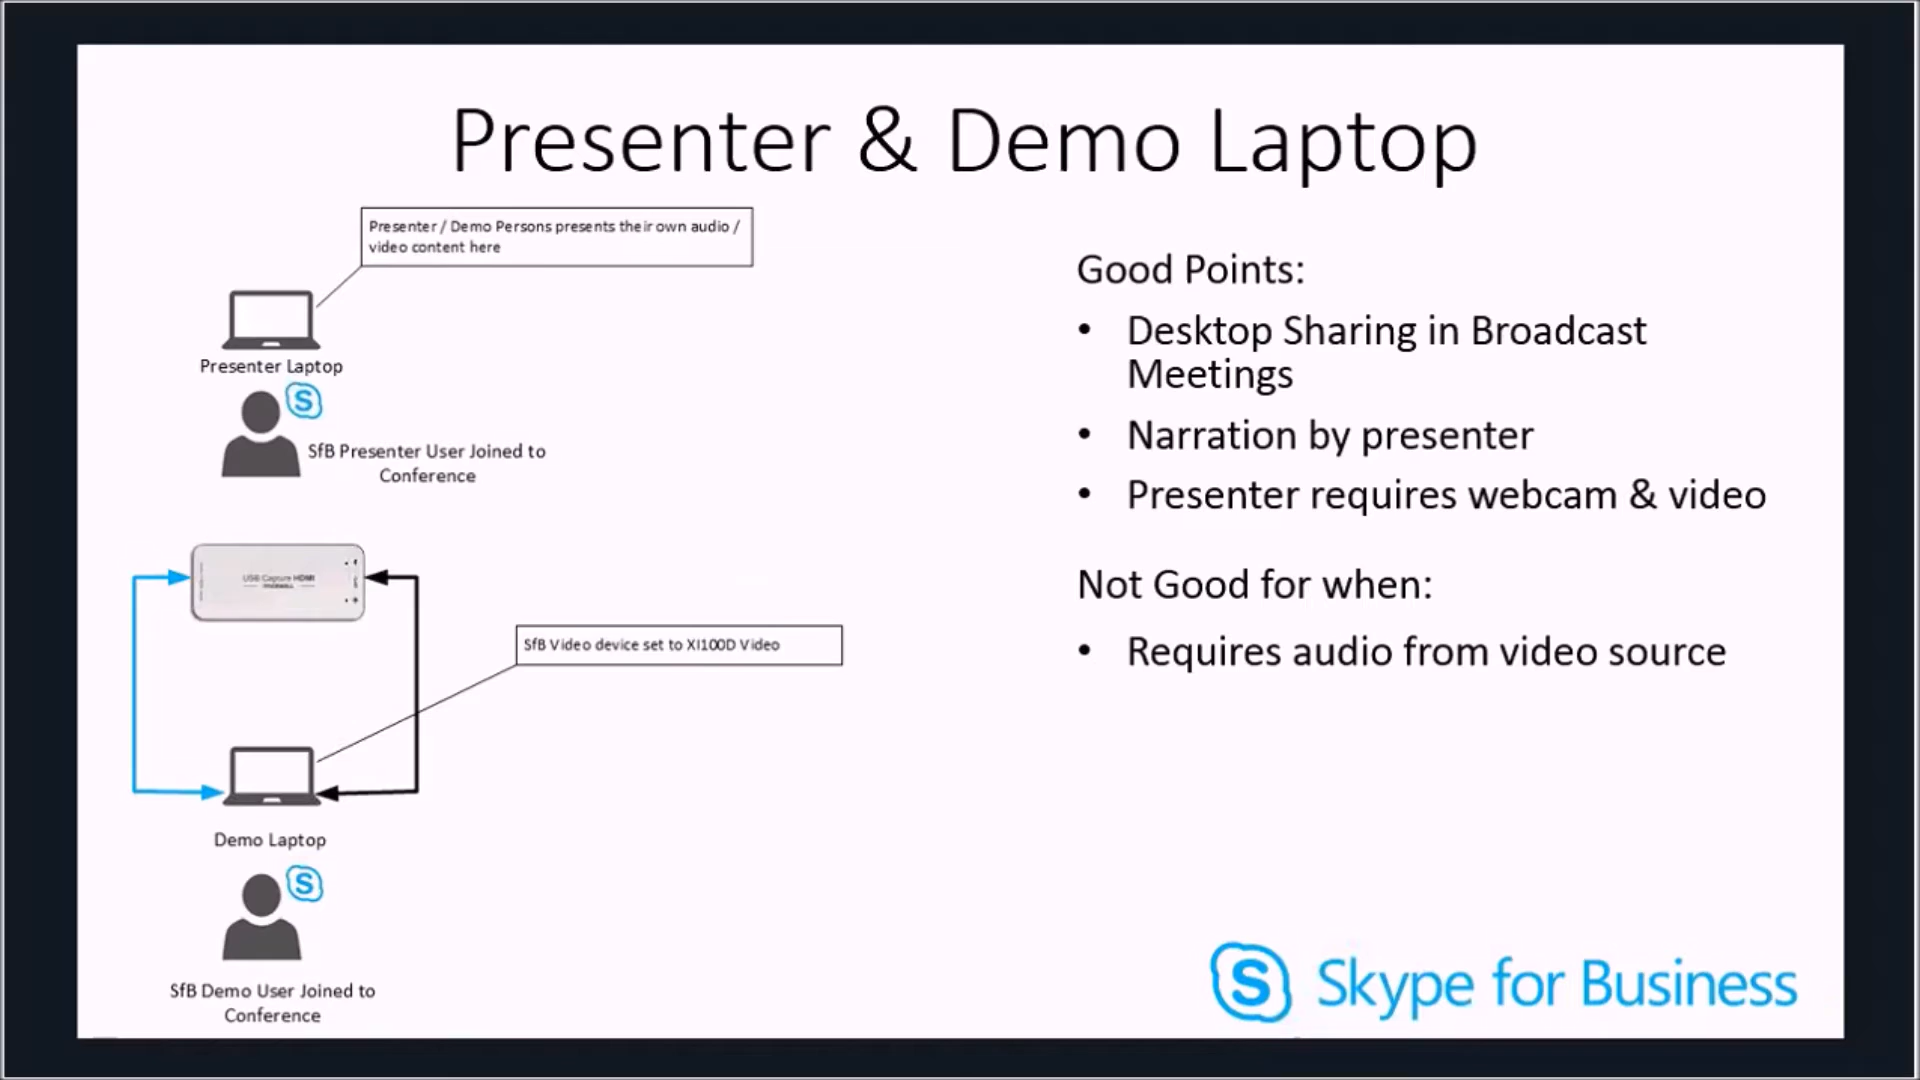 Presenter & Demo Laptop
Presenter / Demo Persons presents their own audio /
video content here
Presenter Laptop
SfB Presenter User Joined to
Conference
USB Capture HDMI
SfB Video device set to XI100D Video
Demo Laptop
SfB Demo User Joined to
Conference
Good Points:
• Desktop Sharing in Broadcast
Meetings
• Narration by presenter
• Presenter requires webcam & video
Not Good for when:
• Requires audio from video source
Skype for Business